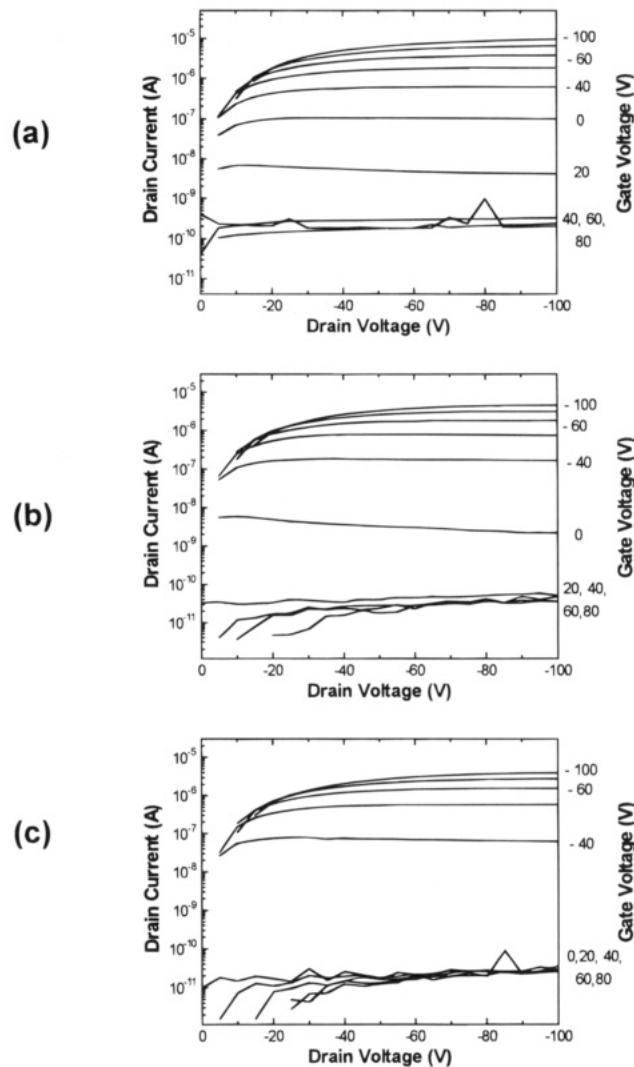 (a)
Drain Current (A)
10⁻⁵
10⁻⁶
10⁻⁷
10⁻⁸
10⁻⁹
10⁻¹⁰
10⁻¹¹
0 -20 -40 -60 -80 -100
Drain Voltage (V)
- 100
- 60
- 40
0
20
40, 60,
80
Gate Voltage (V)
(b)
Drain Current (A)
10⁻⁵
10⁻⁶
10⁻⁷
10⁻⁸
10⁻⁹
10⁻¹⁰
10⁻¹¹
0 -20 -40 -60 -80 -100
Drain Voltage (V)
- 100
- 60
- 40
0
20, 40,
60,80
Gate Voltage (V)
(c)
Drain Current (A)
10⁻⁵
10⁻⁶
10⁻⁷
10⁻⁸
10⁻⁹
10⁻¹⁰
10⁻¹¹
0 -20 -40 -60 -80 -100
Drain Voltage (V)
- 100
- 60
- 40
0,20, 40,
60,80
Gate Voltage (V)